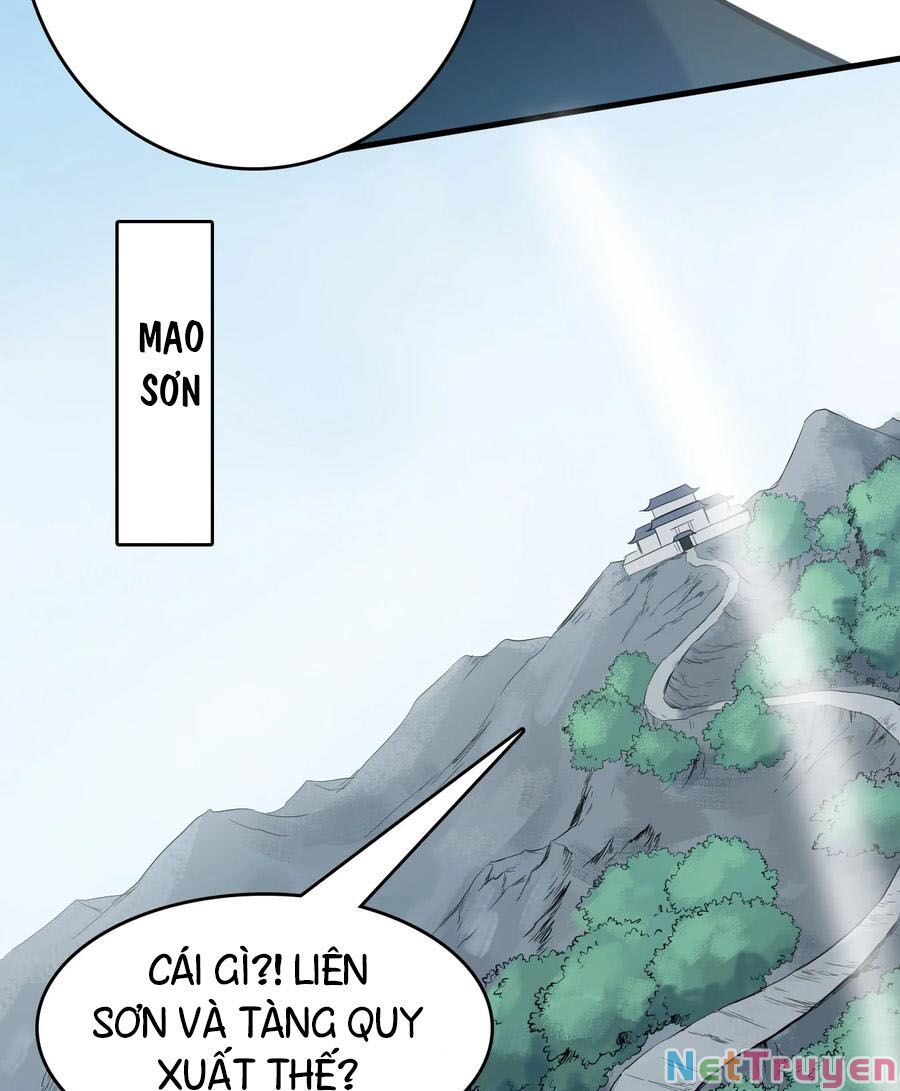 MAO
SƠN
CÁI GÌ?! LIÊN
SƠN VÀ TÀNG QUY
XUẤT THẾ?
NetTruyen